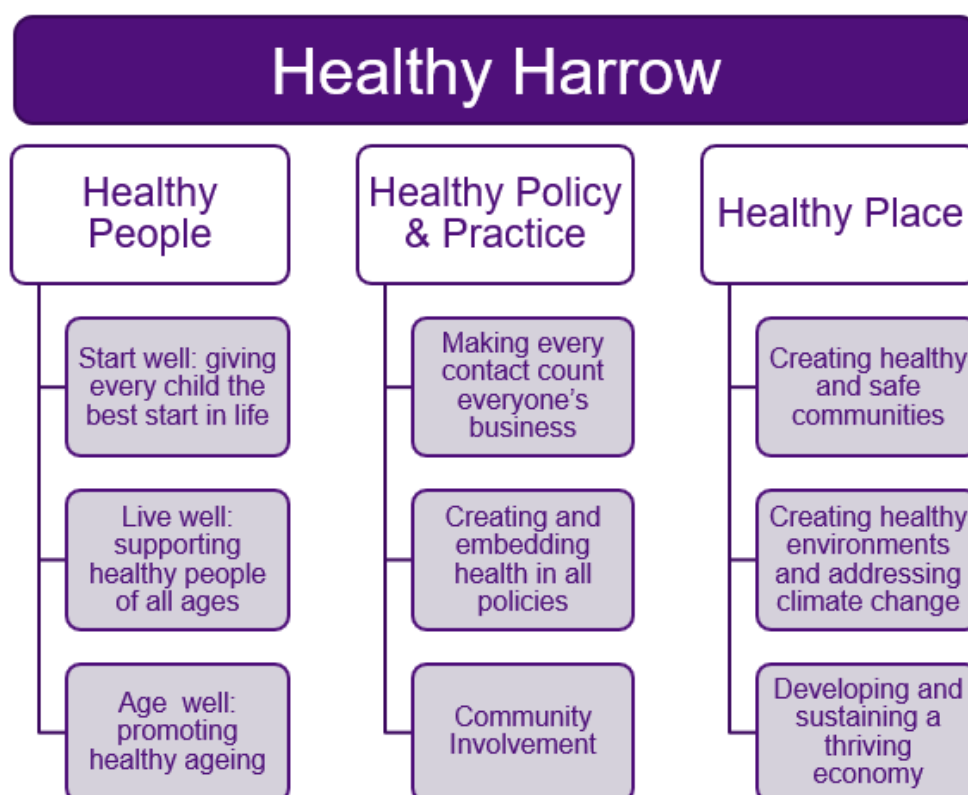 Healthy Harrow
Healthy
People
Start well: giving
every child the
best start in life
Live well:
supporting
healthy people
of all ages
Age well:
promoting
healthy ageing
Healthy Policy
& Practice
Making every
contact count
everyone's
business
Creating and
embedding
health in all
policies
Community
Involvement
Healthy Place
Creating healthy
and safe
communities
Creating healthy
environments
and addressing
climate change
Developing and
sustaining a
thriving
economy